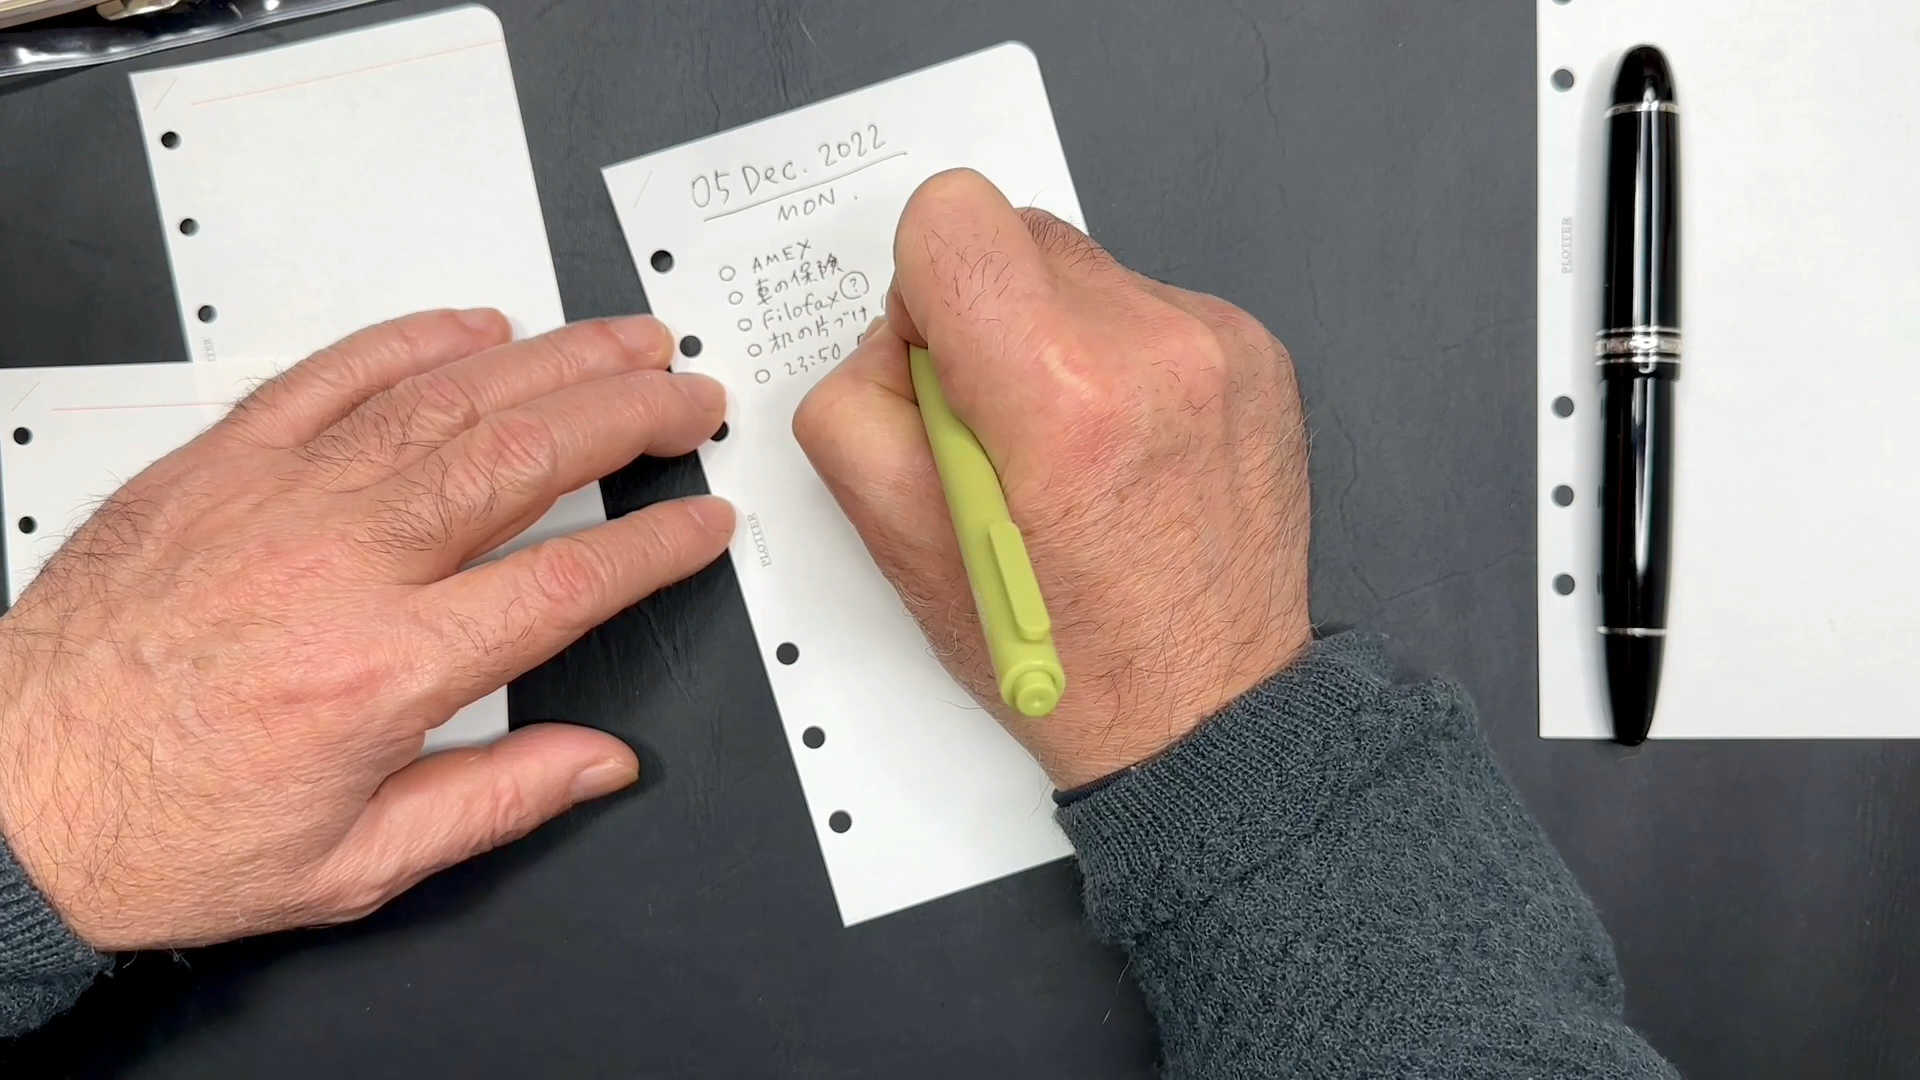 05 Dec. 2022
MON.
○ AMEX
○ 車の保険
○ Filofax ?
○ 机の片づけ
○ 23:50
PLOTTER
PLOTTER